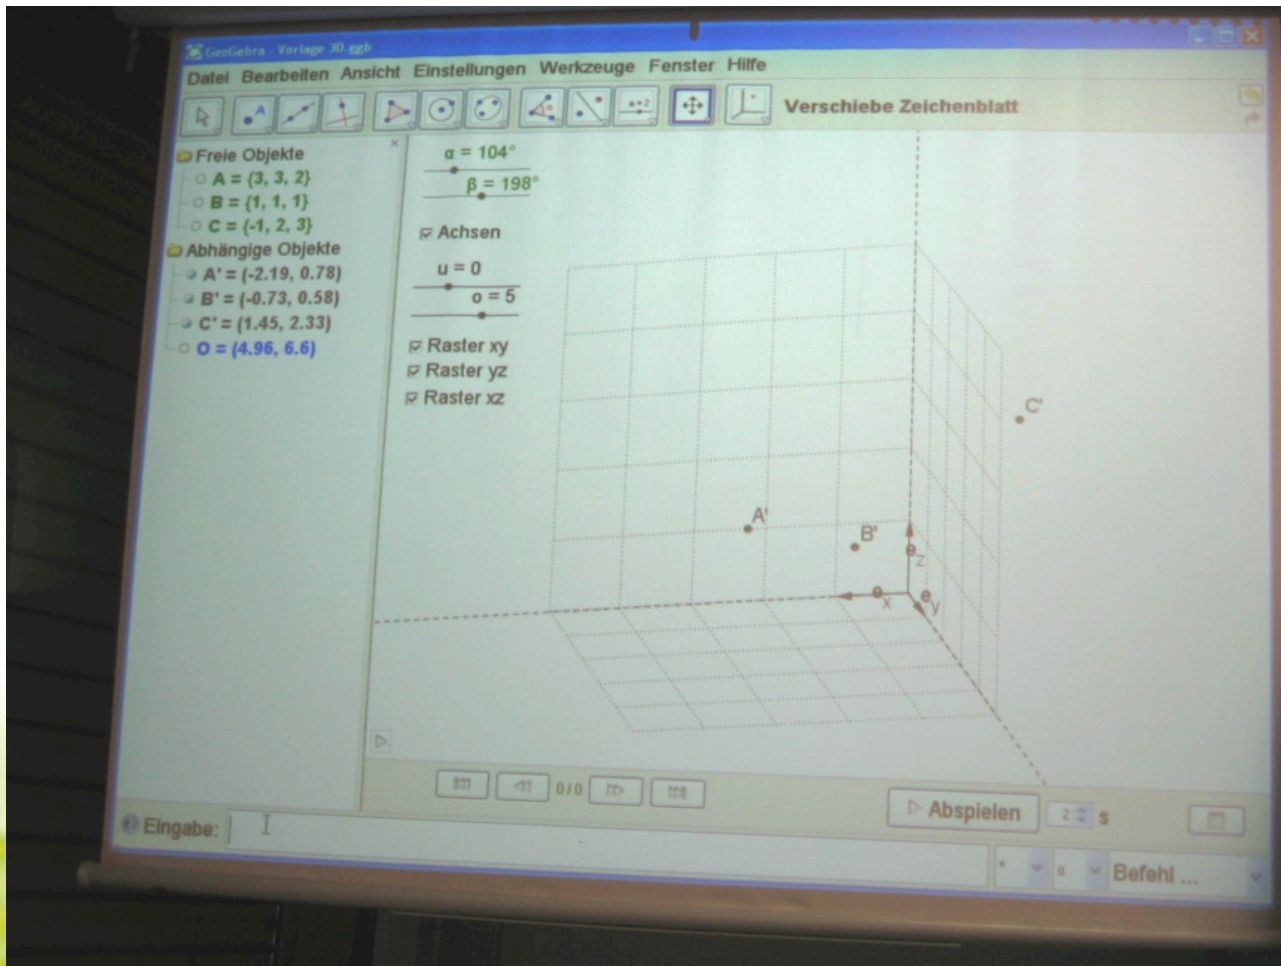 GeoGebra - Vorlage 3D.ggb
Datei Bearbeiten Ansicht Einstellungen Werkzeuge Fenster Hilfe
A
a=2
Verschiebe Zeichenblatt
Freie Objekte
A = {3, 3, 2}
B = {1, 1, 1}
C = {-1, 2, 3}
Abhängige Objekte
A' = (-2.19, 0.78)
B' = (-0.73, 0.58)
C' = (1.45, 2.33)
O = (4.96, 6.6)
α = 104°
β = 198°
Achsen
u = 0
o = 5
Raster xy
Raster yz
Raster xz
C'
A'
B'
e z
e x
e y
0 / 0
Abspielen
2 s
Eingabe:
Befehl ...